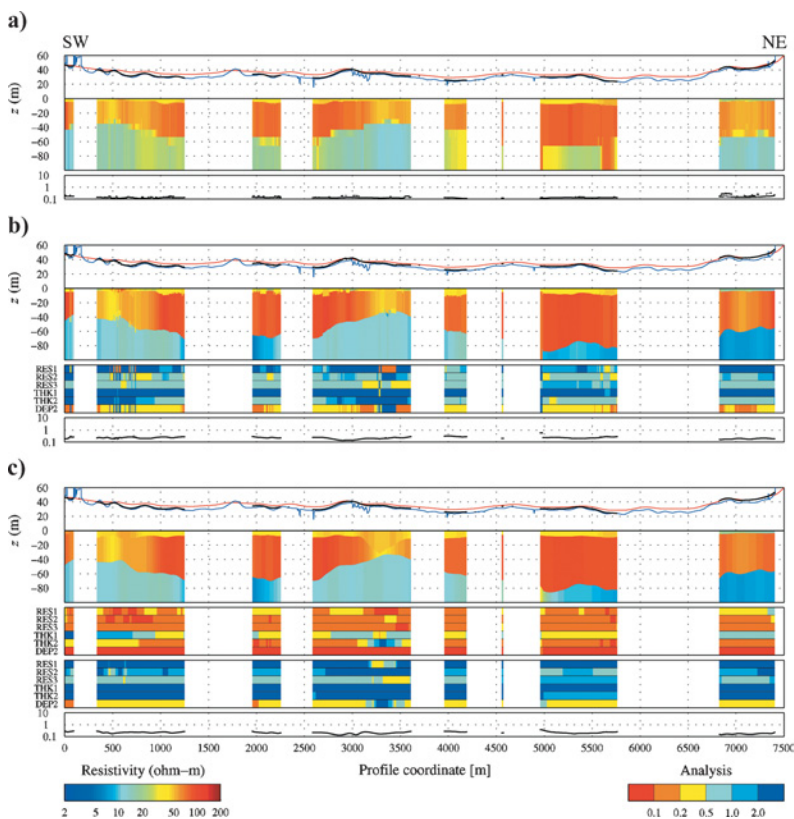 a)
SW NE
60
40
20
0
−20
−40
−60
−80
z (m)
10
1
0.1
b)
60
40
20
0
−20
−40
−60
−80
z (m)
RES1
RES2
RES3
THK1
THK2
DEP2
10
1
0.1
c)
60
40
20
0
−20
−40
−60
−80
z (m)
RES1
RES2
RES3
THK1
THK2
DEP2
RES1
RES2
RES3
THK1
THK2
DEP2
10
1
0.1
0 500 1000 1500 2000 2500 3000 3500 4000 4500 5000 5500 6000 6500 7000 7500
Resistivity (ohm−m) Profile coordinate [m] Analysis
2 5 10 20 50 100 200 0.1 0.2 0.5 1.0 2.0